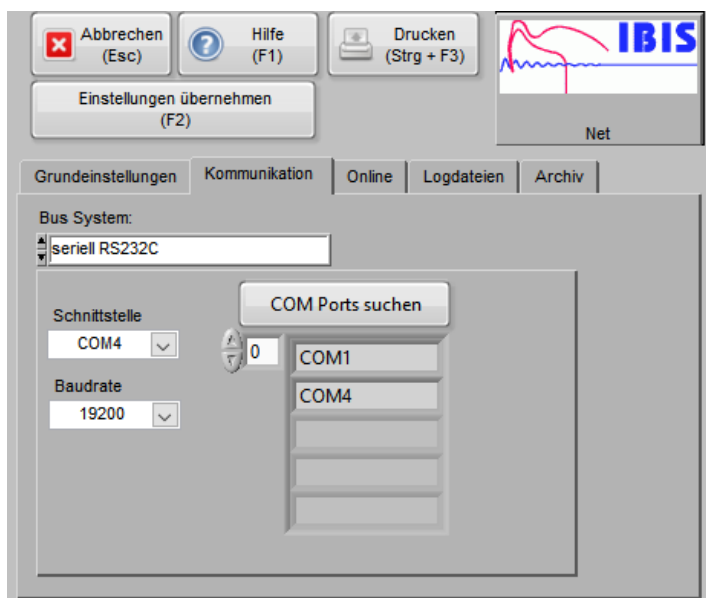 Abbrechen
(Esc)
Hilfe
(F1)
Drucken
(Strg + F3)
IBIS
Einstellungen übernehmen
(F2)
Net
Grundeinstellungen
Kommunikation
Online
Logdateien
Archiv
Bus System:
seriell RS232C
COM Ports suchen
Schnittstelle
COM4
0
COM1
Baudrate
COM4
19200